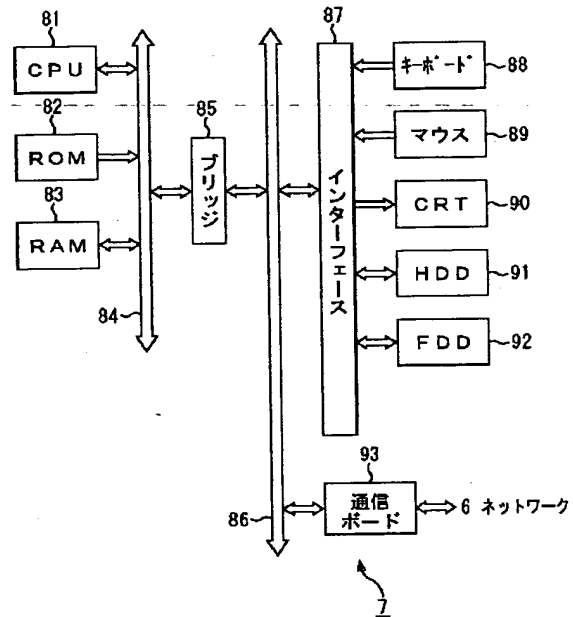 81
CPU
82
ROM
83
RAM
84
85
ブリッジ
86
87
インターフェース
キーボード
88
マウス
89
CRT
90
HDD
91
FDD
92
93
通信
ボード
6 ネットワーク
7